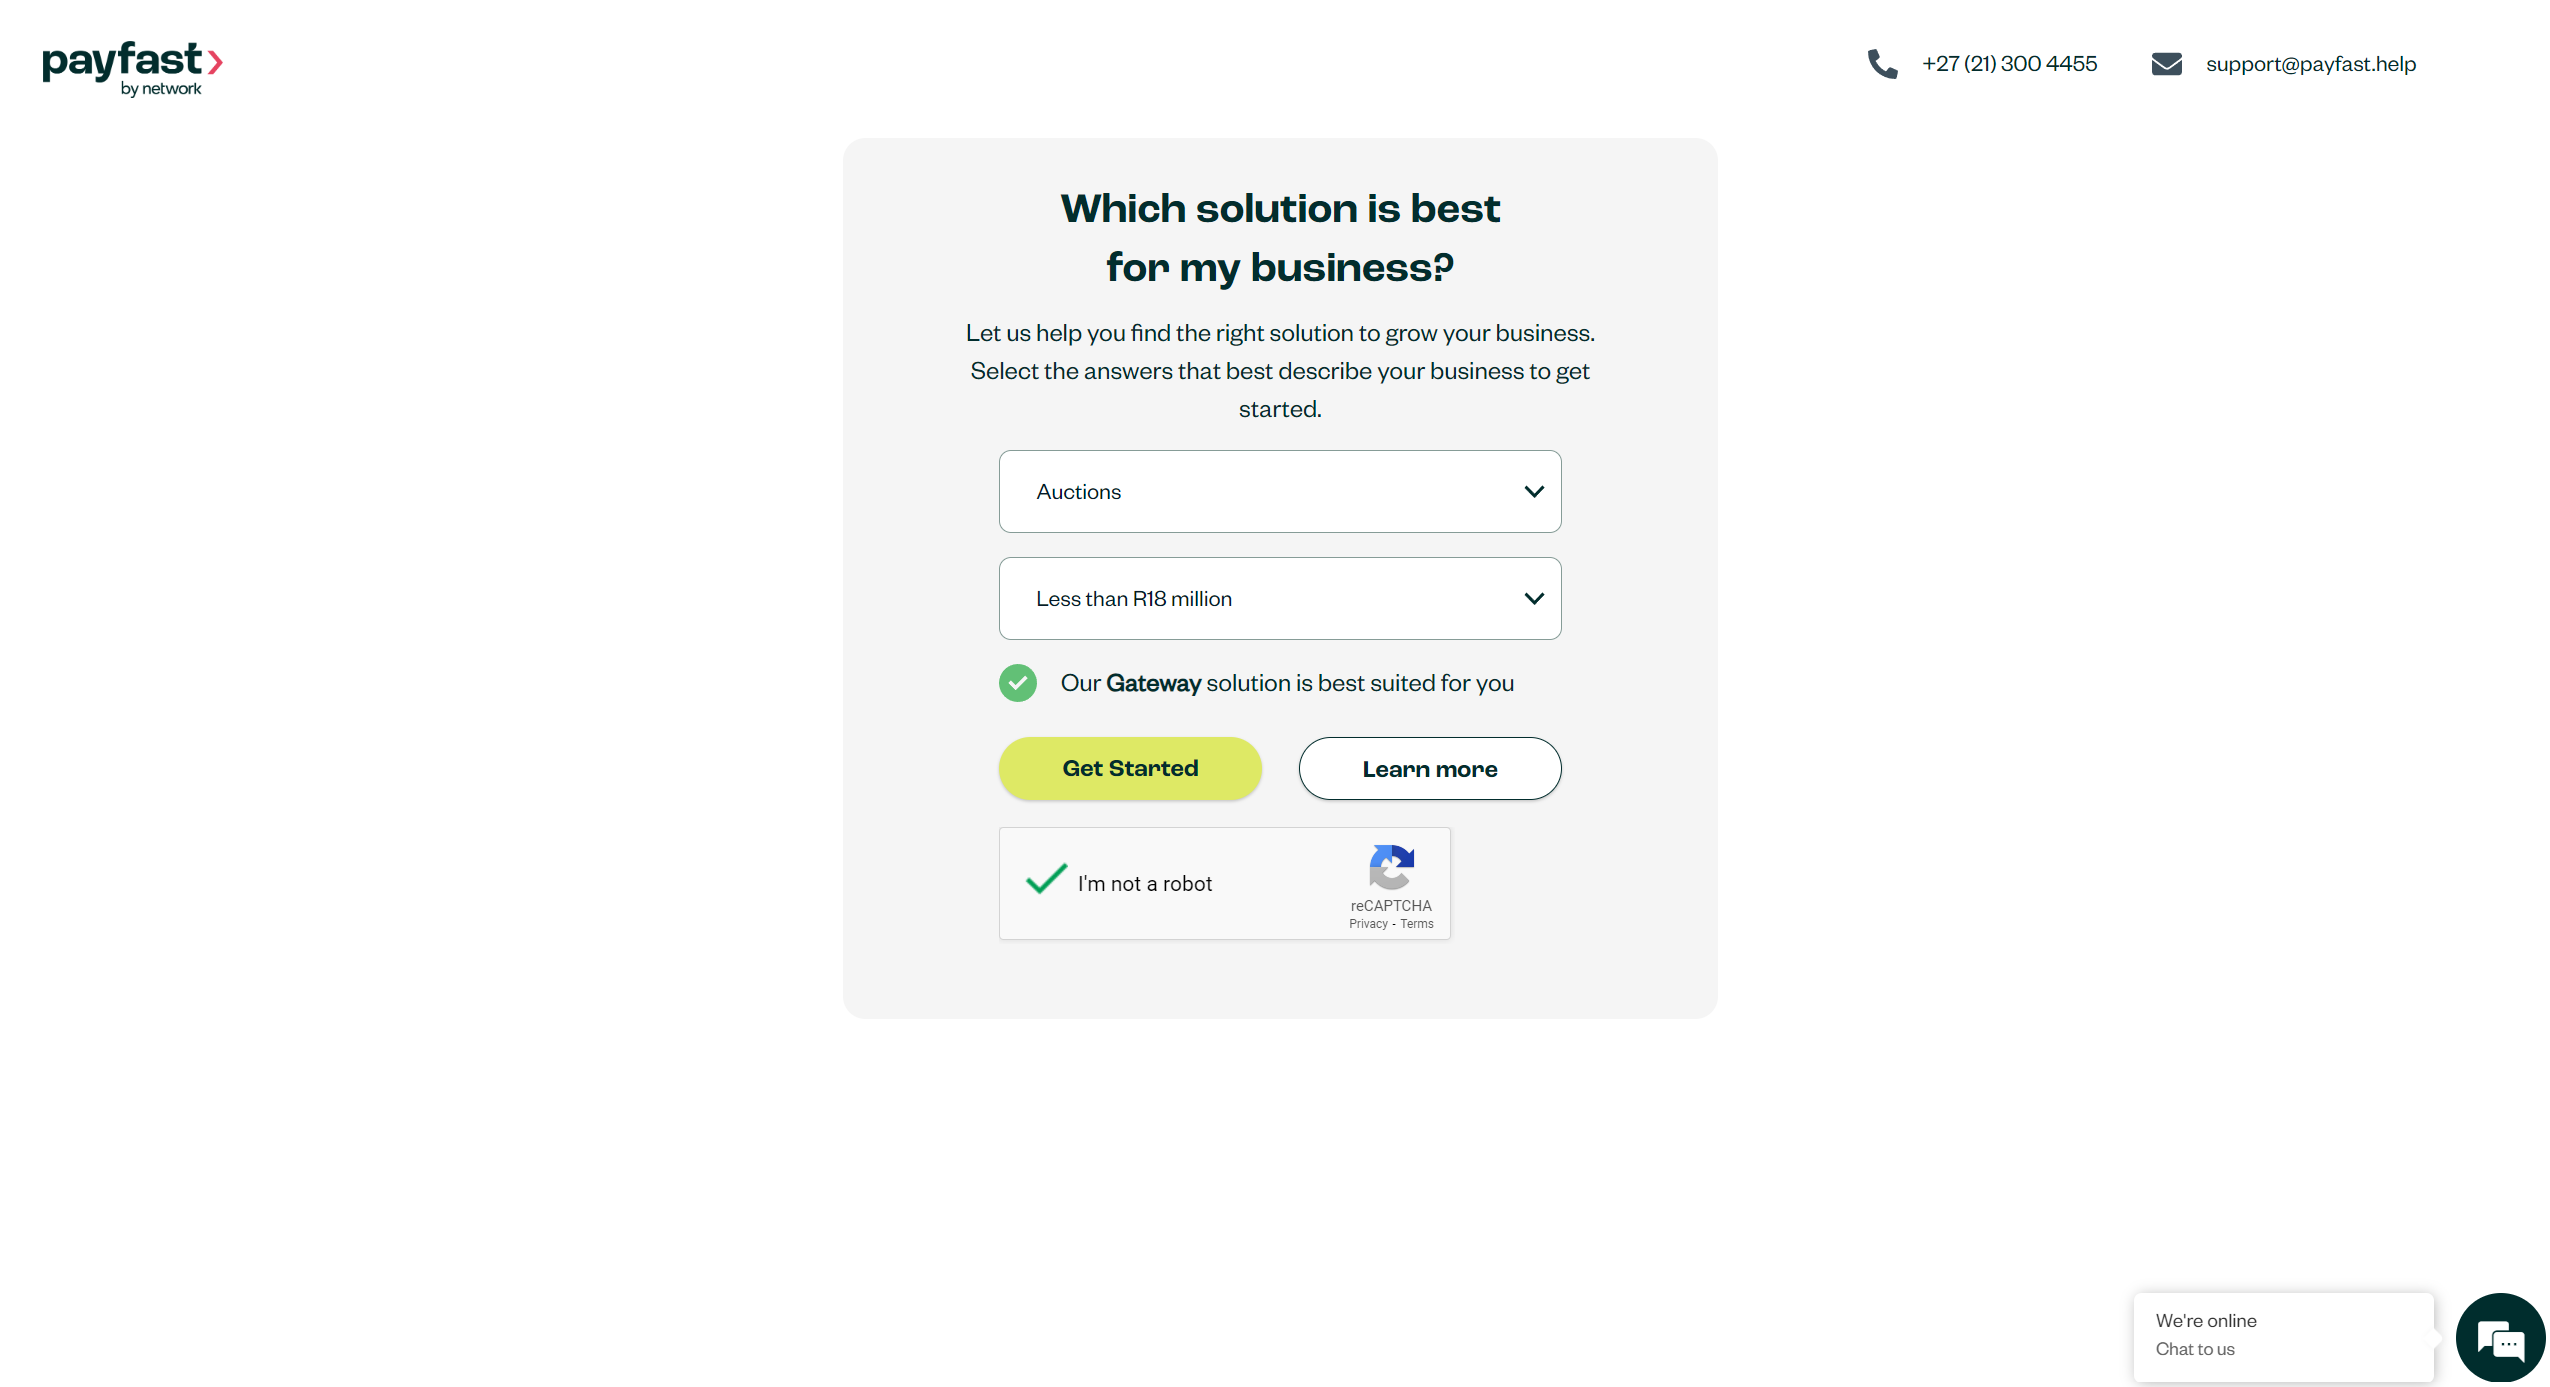 payfast
by network
+27 (21) 300 4455
support@payfast.help
Which solution is best
for my business?
Let us help you find the right solution to grow your business.
Select the answers that best describe your business to get
started.
Auctions
Less than R18 million
Our Gateway solution is best suited for you
Get Started
Learn more
I'm not a robot
reCAPTCHA
Privacy - Terms
We're online
Chat to us